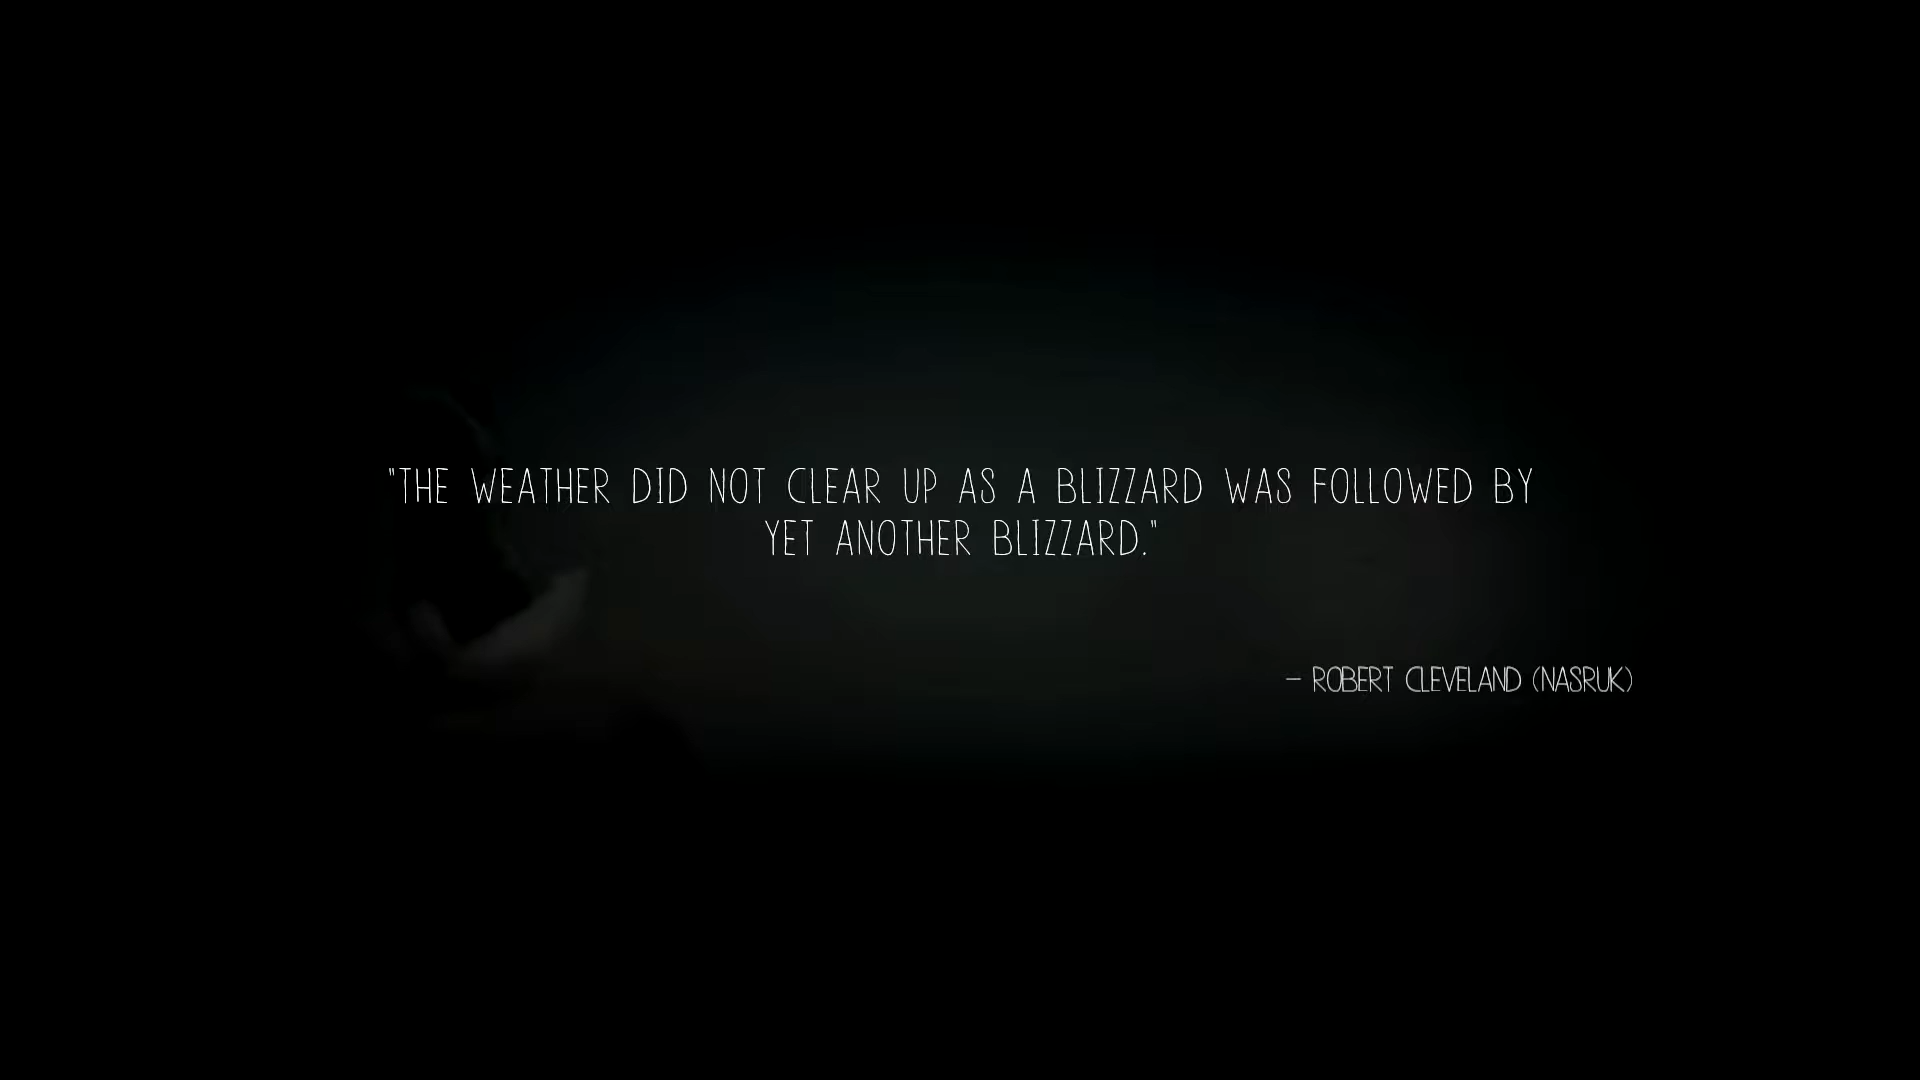 "THE WEATHER DID NOT CLEAR UP AS A BLIZZARD WAS FOLLOWED BY
YET ANOTHER BLIZZARD."
– ROBERT CLEVELAND (NASRUK)